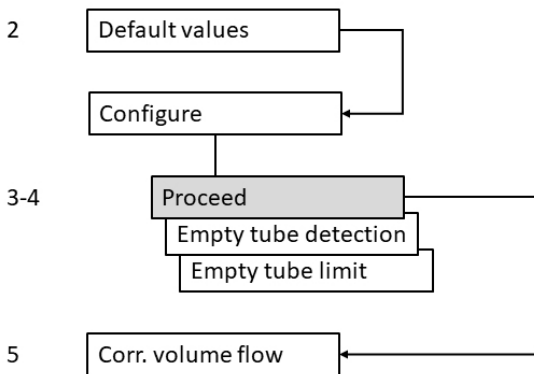 2 Default values
Configure
3-4 Proceed
Empty tube detection
Empty tube limit
5 Corr. volume flow